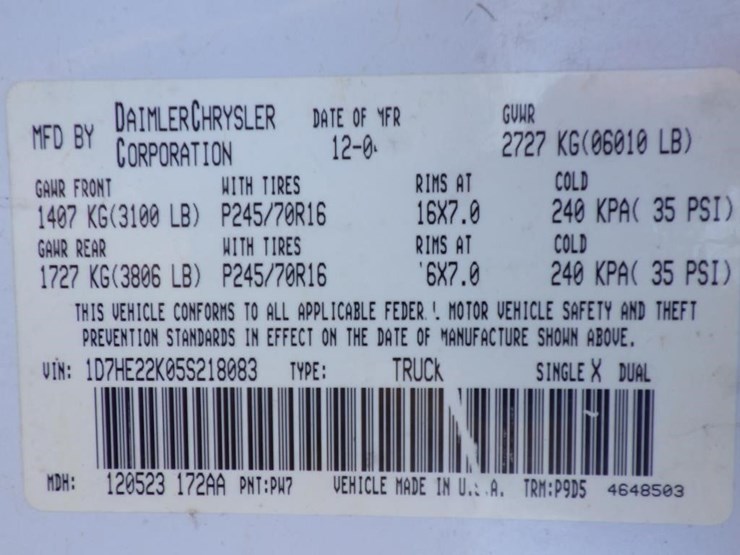 MFD BY DAIMLERCHRYSLER CORPORATION DATE OF MFR 12-0 GVWR 2727 KG(06010 LB)
GAWR FRONT WITH TIRES RIMS AT COLD
1407 KG(3100 LB) P245/70R16 16X7.0 240 KPA( 35 PSI)
GAWR REAR WITH TIRES RIMS AT COLD
1727 KG(3806 LB) P245/70R16 6X7.0 240 KPA( 35 PSI)
THIS VEHICLE CONFORMS TO ALL APPLICABLE FEDER L MOTOR VEHICLE SAFETY AND THEFT
PREVENTION STANDARDS IN EFFECT ON THE DATE OF MANUFACTURE SHOWN ABOVE.
VIN: 1D7HE22K05S218083 TYPE: TRUCK SINGLE X DUAL
MDH: 120523 172AA PNT:PW7 VEHICLE MADE IN U.S.A. TRM:P9D5 4648503